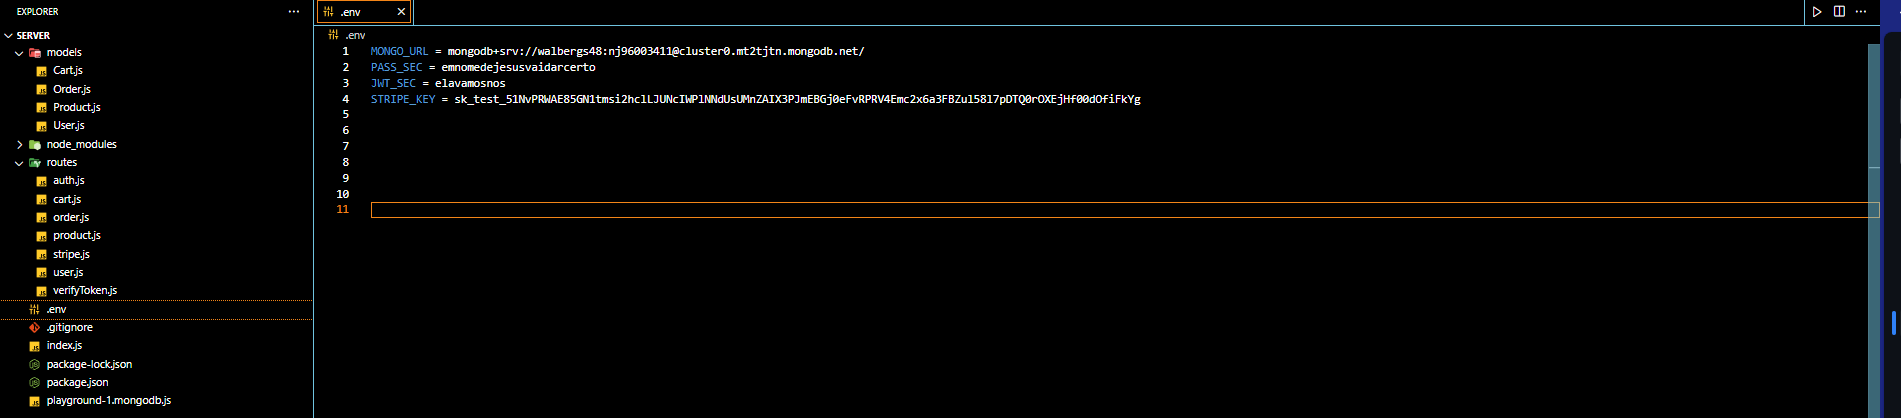 EXPLORER
SERVER
models
Cart.js
Order.js
Product.js
User.js
node_modules
routes
auth.js
cart.js
order.js
product.js
stripe.js
user.js
verifyToken.js
.env
.gitignore
index.js
package-lock.json
package.json
playground-1.mongodb.js
.env
.env
1 MONGO_URL = mongodb+srv://walbergs48:nj96003411@cluster0.mt2tjtn.mongodb.net/
2 PASS_SEC = emnomedejesusvaidarcerto
3 JWT_SEC = elavamosnos
4 STRIPE_KEY = sk_test_51NvPRWAE85GN1tmsi2hclLJUNcIWPlNNdUsUMnZAIX3PJmEBGj0eFvRPRV4Emc2x6a3FBZul58l7pDTQ0rOXEjHf00dOfiFkYg
5
6
7
8
9
10
11